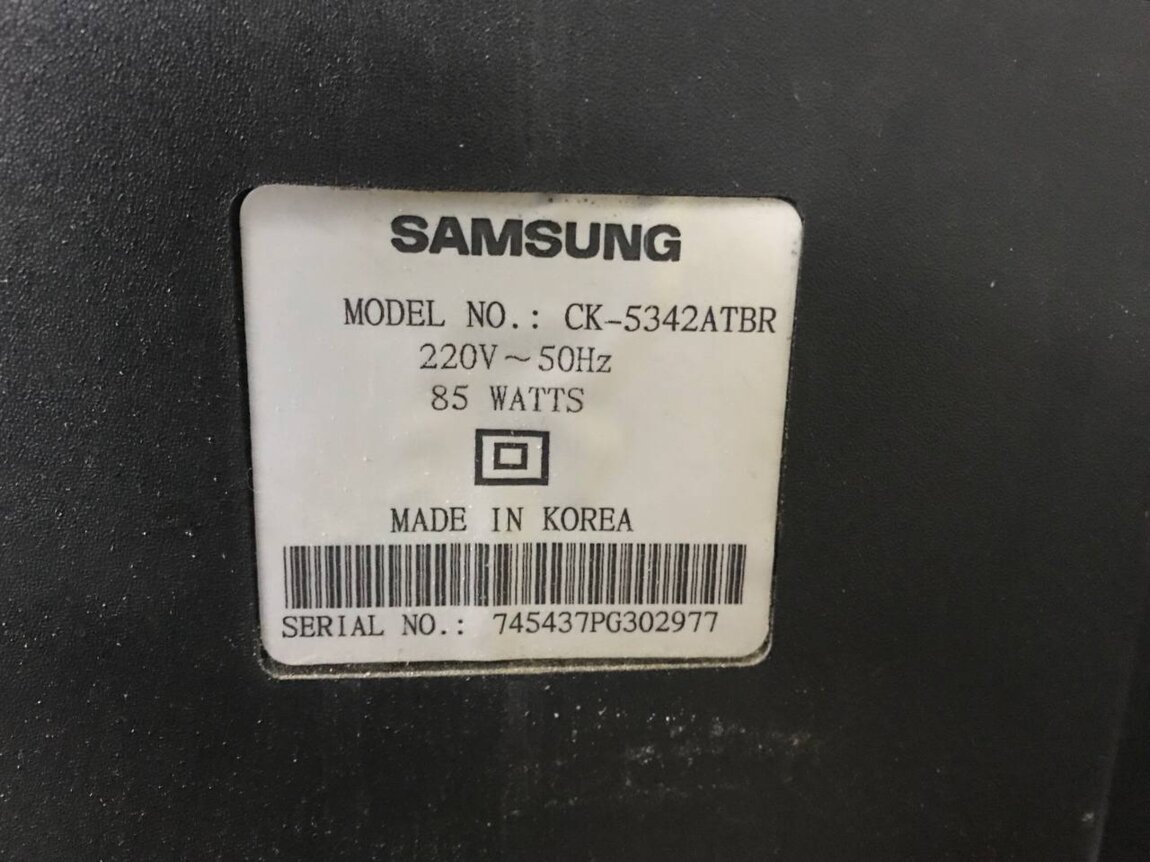 SAMSUNG
MODEL NO.: CK-5342ATBR
220V~50Hz
85 WATTS
MADE IN KOREA
SERIAL NO.: 745437PG302977